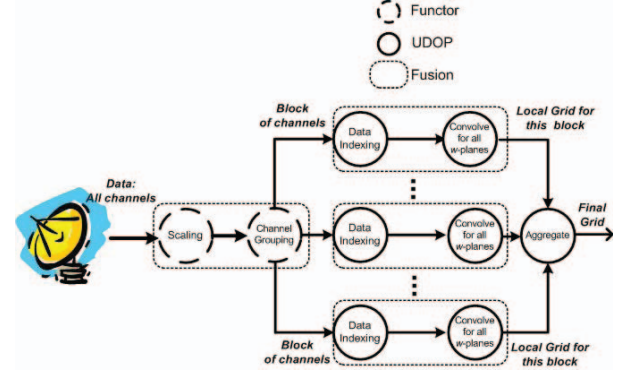 Functor
UDOP
Fusion
Block
of channels
Local Grid for
this block
Data
Indexing
Convolve
for all
w-planes
Data:
All channels
Scaling
Channel
Grouping
Data
Indexing
Convolve
for all
w-planes
Aggregate
Final
Grid
Data
Indexing
Convolve
for all
w-planes
Block
of channels
Local Grid for
this block